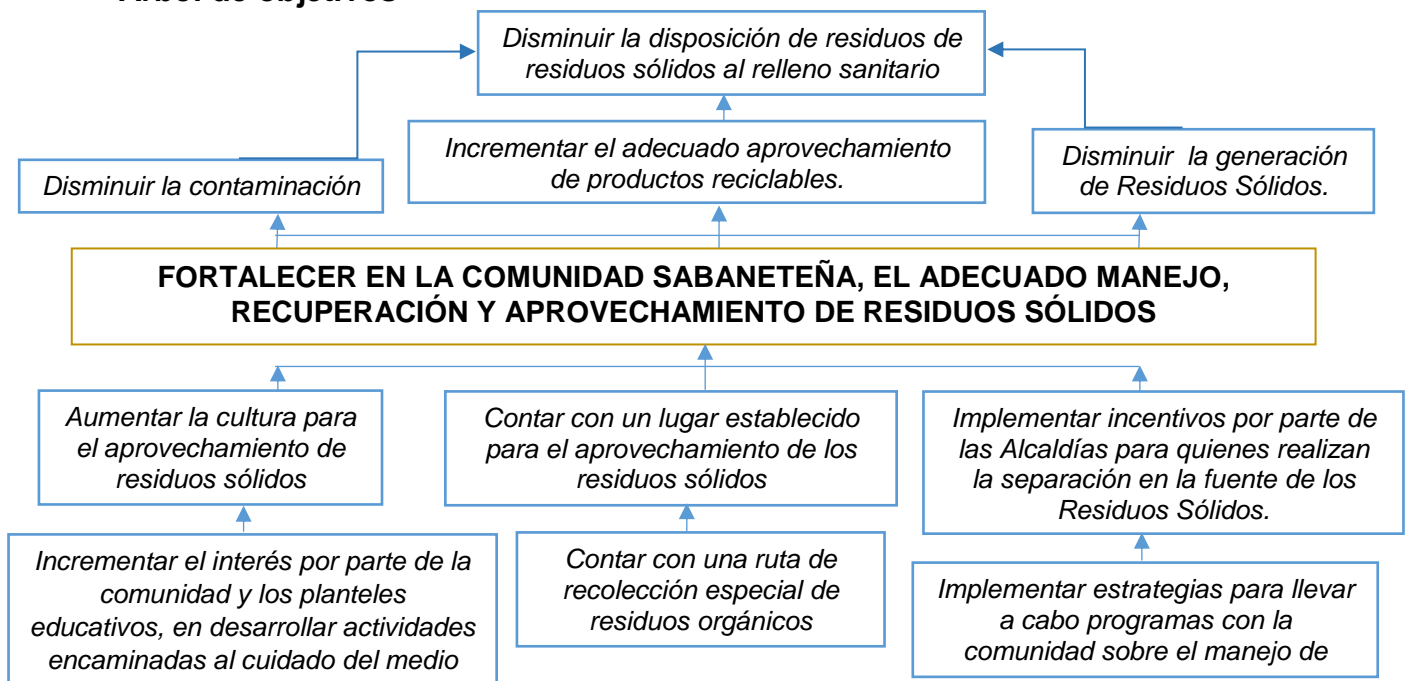 Árbol de objetivos
Disminuir la disposición de residuos de
residuos sólidos al relleno sanitario
Disminuir la contaminación
Incrementar el adecuado aprovechamiento
de productos reciclables.
Disminuir la generación
de Residuos Sólidos.
FORTALECER EN LA COMUNIDAD SABANETEÑA, EL ADECUADO MANEJO,
RECUPERACIÓN Y APROVECHAMIENTO DE RESIDUOS SÓLIDOS
Aumentar la cultura para
el aprovechamiento de
residuos sólidos
Contar con un lugar establecido
para el aprovechamiento de los
residuos sólidos
Implementar incentivos por parte de
las Alcaldías para quienes realizan
la separación en la fuente de los
Residuos Sólidos.
Incrementar el interés por parte de la
comunidad y los planteles
educativos, en desarrollar actividades
encaminadas al cuidado del medio
Contar con una ruta de
recolección especial de
residuos orgánicos
Implementar estrategias para llevar
a cabo programas con la
comunidad sobre el manejo de